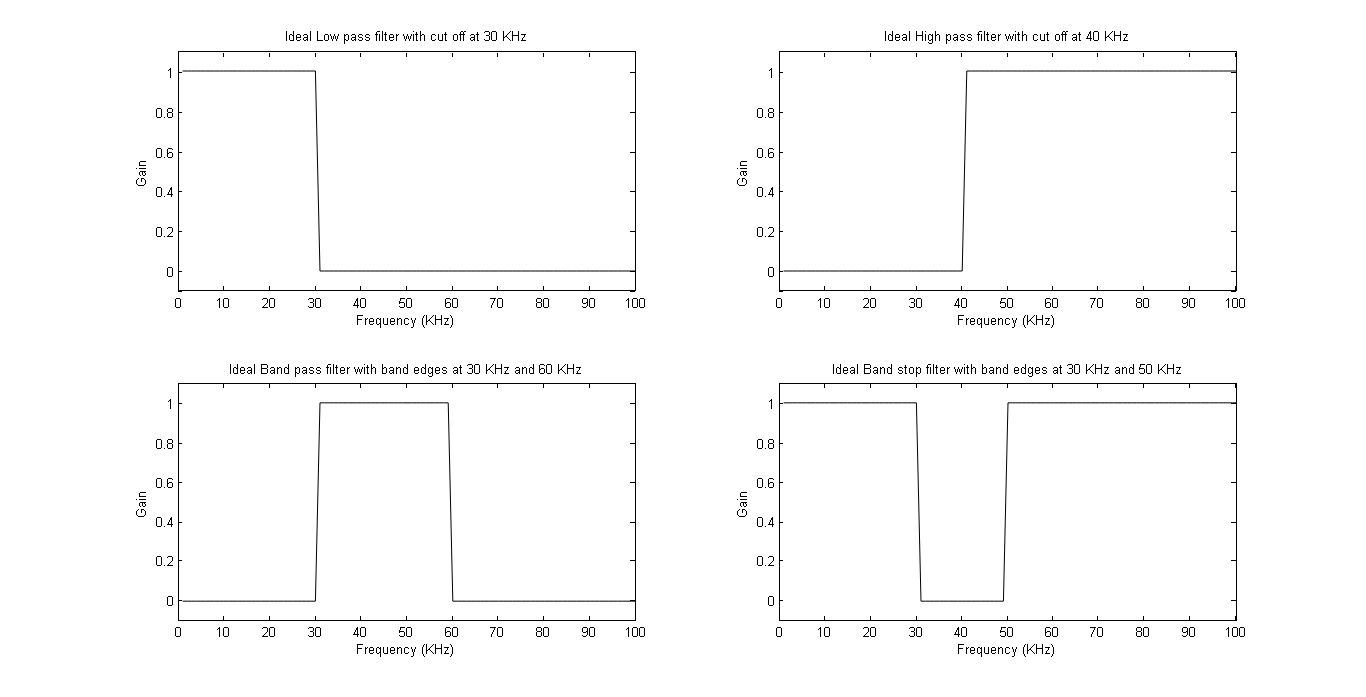 Ideal Low pass filter with cut off at 30 KHz
1
0.8
0.6
0.4
0.2
0
Gain
0 10 20 30 40 50 60 70 80 90 100
Frequency (KHz)
Ideal High pass filter with cut off at 40 KHz
1
0.8
0.6
0.4
0.2
0
Gain
0 10 20 30 40 50 60 70 80 90 100
Frequency (KHz)
Ideal Band pass filter with band edges at 30 KHz and 60 KHz
1
0.8
0.6
0.4
0.2
0
Gain
0 10 20 30 40 50 60 70 80 90 100
Frequency (KHz)
Ideal Band stop filter with band edges at 30 KHz and 50 KHz
1
0.8
0.6
0.4
0.2
0
Gain
0 10 20 30 40 50 60 70 80 90 100
Frequency (KHz)